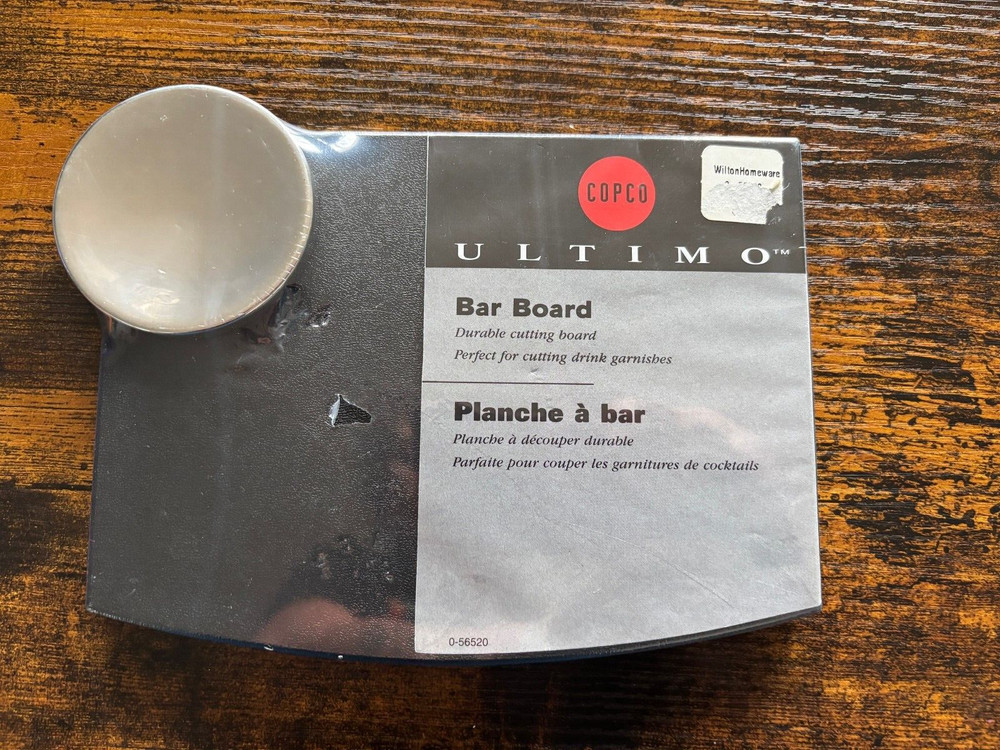 COPCO
WiltonHomeware
ULTIMO™
Bar Board
Durable cutting board
Perfect for cutting drink garnishes
Planche à bar
Planche à découper durable
Parfaite pour couper les garnitures de cocktails
0-56520